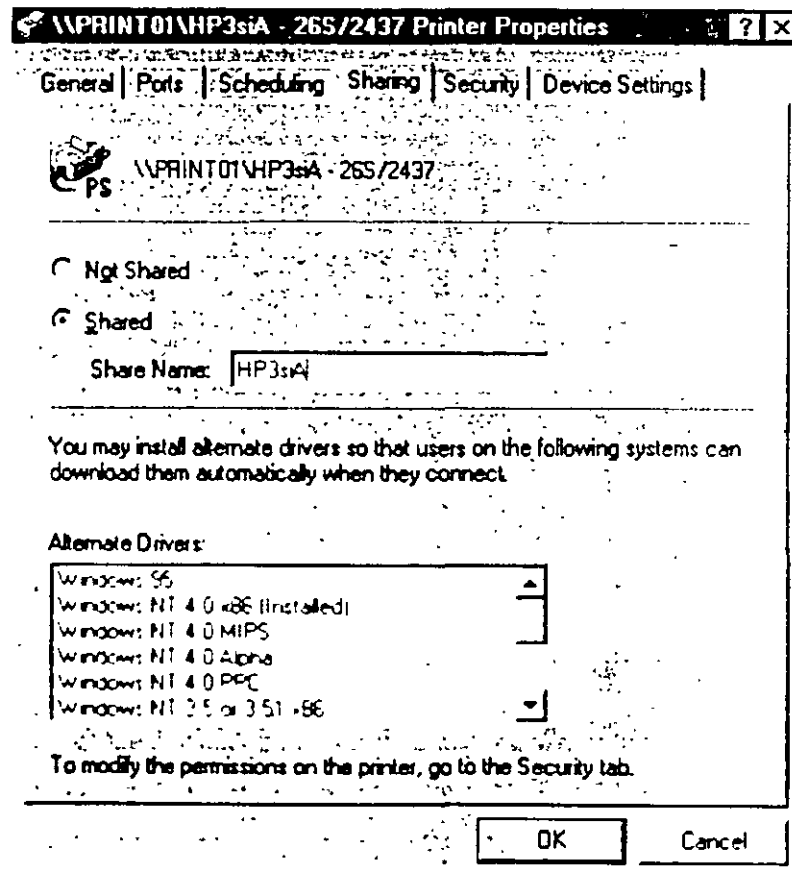 \\PRINT01\HP3siA - 26S/2437 Printer Properties ? X
General Ports Scheduling Sharing Security Device Settings
PS
\\PRINT01\HP3siA - 26S/2437
Not Shared
Shared
Share Name: HP3siA
You may install alternate drivers so that users on the following systems can
download them automatically when they connect.
Alternate Drivers:
Windows 95
Windows NT 4.0 x86 (Installed)
Windows NT 4.0 MIPS
Windows NT 4.0 Alpha
Windows NT 4.0 PPC
Windows NT 3.5 or 3.51 x86
To modify the permissions on the printer, go to the Security tab.
OK Cancel